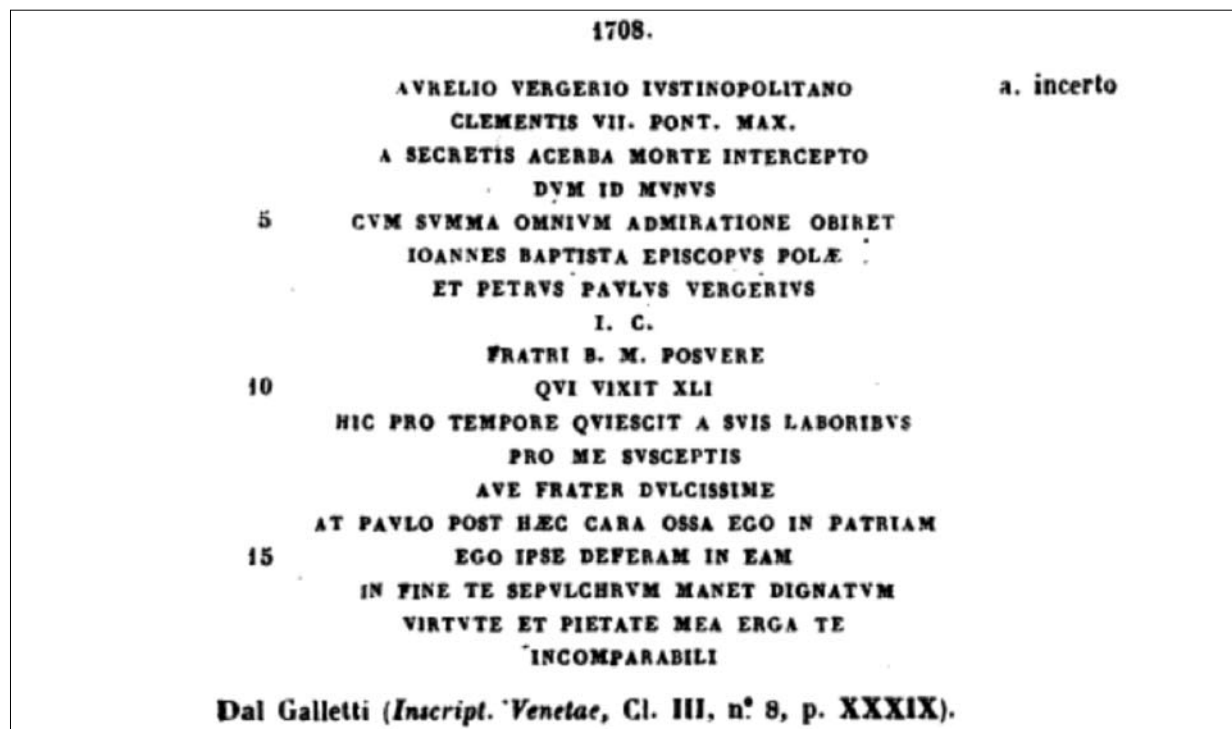 1708.
AVRELIO VERGERIO IVSTINOPOLITANO a. incerto
CLEMENTIS VII. PONT. MAX.
A SECRETIS ACERBA MORTE INTERCEPTO
DVM ID MVNVS
5 CVM SVMMA OMNIVM ADMIRATIONE OBIRET
IOANNES BAPTISTA EPISCOPVS POLÆ
ET PETRVS PAVLVS VERGERIVS
I. C.
FRATRI B. M. POSVERE
10 QVI VIXIT XLI
HIC PRO TEMPORE QVIESCIT A SVIS LABORIBVS
PRO ME SVSCEPTIS
AVE FRATER DVLCISSIME
AT PAVLO POST HÆC CARA OSSA EGO IN PATRIAM
15 EGO IPSE DEFERAM IN EAM
IN FINE TE SEPVLCHRVM MANET DIGNATVM
VIRTVTE ET PIETATE MEA ERGA TE
INCOMPARABILI
Dal Galletti (Inscript. Venetae, Cl. III, n.º 8, p. XXXIX).